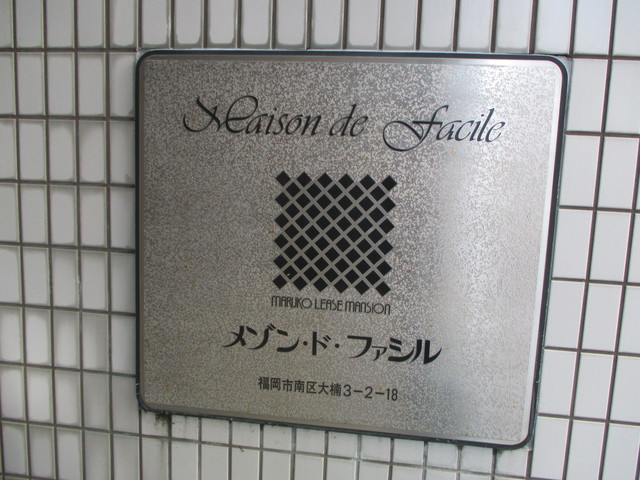 Maison de Facile
MARUKO LEASE MANSION
メゾン・ド・ファシル
福岡市南区大楠3-2-18